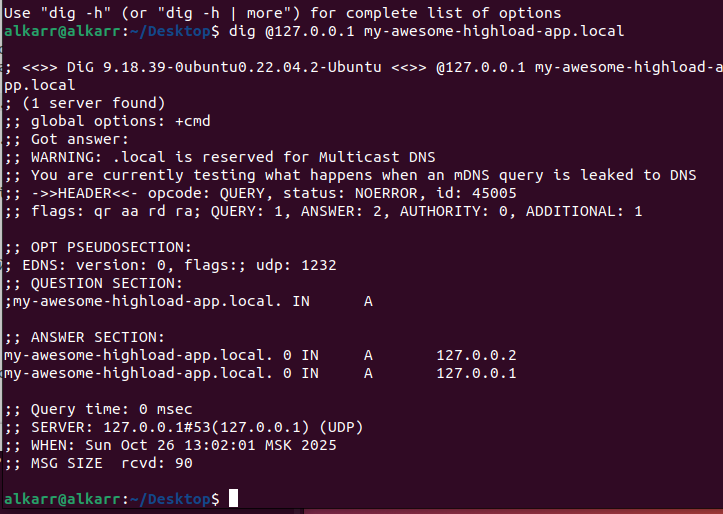 Use "dig -h" (or "dig -h | more") for complete list of options
alkarr@alkarr:~/Desktop$ dig @127.0.0.1 my-awesome-highload-app.local

; <<>> DiG 9.18.39-0ubuntu0.22.04.2-Ubuntu <<>> @127.0.0.1 my-awesome-highload-a
pp.local
; (1 server found)
;; global options: +cmd
;; Got answer:
;; WARNING: .local is reserved for Multicast DNS
;; You are currently testing what happens when an mDNS query is leaked to DNS
;; ->>HEADER<<- opcode: QUERY, status: NOERROR, id: 45005
;; flags: qr aa rd ra; QUERY: 1, ANSWER: 2, AUTHORITY: 0, ADDITIONAL: 1

;; OPT PSEUDOSECTION:
; EDNS: version: 0, flags:; udp: 1232
;; QUESTION SECTION:
;my-awesome-highload-app.local. IN      A

;; ANSWER SECTION:
my-awesome-highload-app.local. 0 IN     A       127.0.0.2
my-awesome-highload-app.local. 0 IN     A       127.0.0.1

;; Query time: 0 msec
;; SERVER: 127.0.0.1#53(127.0.0.1) (UDP)
;; WHEN: Sun Oct 26 13:02:01 MSK 2025
;; MSG SIZE  rcvd: 90

alkarr@alkarr:~/Desktop$